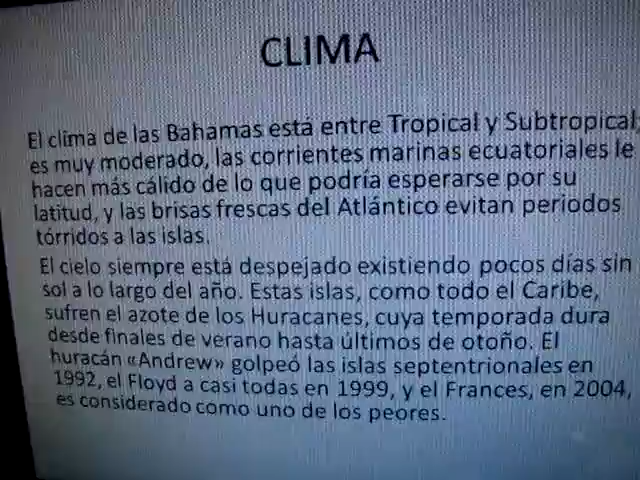 CLIMA
El clima de las Bahamas está entre Tropical y Subtropical;
es muy moderado, las corrientes marinas ecuatoriales le
hacen más cálido de lo que podría esperarse por su
latitud, y las brisas frescas del Atlántico evitan periodos
tórridos a las islas.
El cielo siempre está despejado existiendo pocos días sin
sol a lo largo del año. Estas islas, como todo el Caribe,
sufren el azote de los Huracanes, cuya temporada dura
desde finales de verano hasta últimos de otoño. El
huracán «Andrew» golpeó las islas septentrionales en
1992, el Floyd a casi todas en 1999, y el Frances, en 2004,
es considerado como uno de los peores.